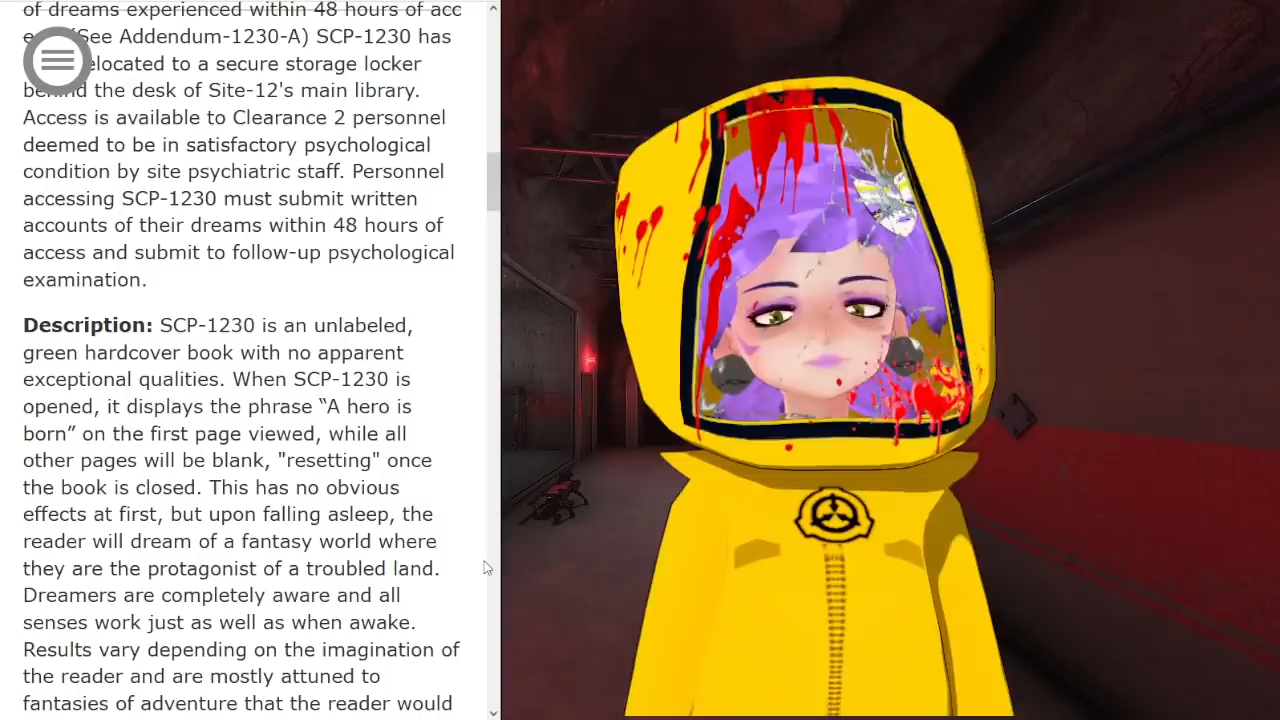 of dreams experienced within 48 hours of acc
(See Addendum-1230-A) SCP-1230 has
elocated to a secure storage locker
behind the desk of Site-12's main library.
Access is available to Clearance 2 personnel
deemed to be in satisfactory psychological
condition by site psychiatric staff. Personnel
accessing SCP-1230 must submit written
accounts of their dreams within 48 hours of
access and submit to follow-up psychological
examination.
Description: SCP-1230 is an unlabeled,
green hardcover book with no apparent
exceptional qualities. When SCP-1230 is
opened, it displays the phrase “A hero is
born” on the first page viewed, while all
other pages will be blank, "resetting" once
the book is closed. This has no obvious
effects at first, but upon falling asleep, the
reader will dream of a fantasy world where
they are the protagonist of a troubled land.
Dreamers are completely aware and all
senses work just as well as when awake.
Results vary depending on the imagination of
the reader and are mostly attuned to
fantasies of adventure that the reader would